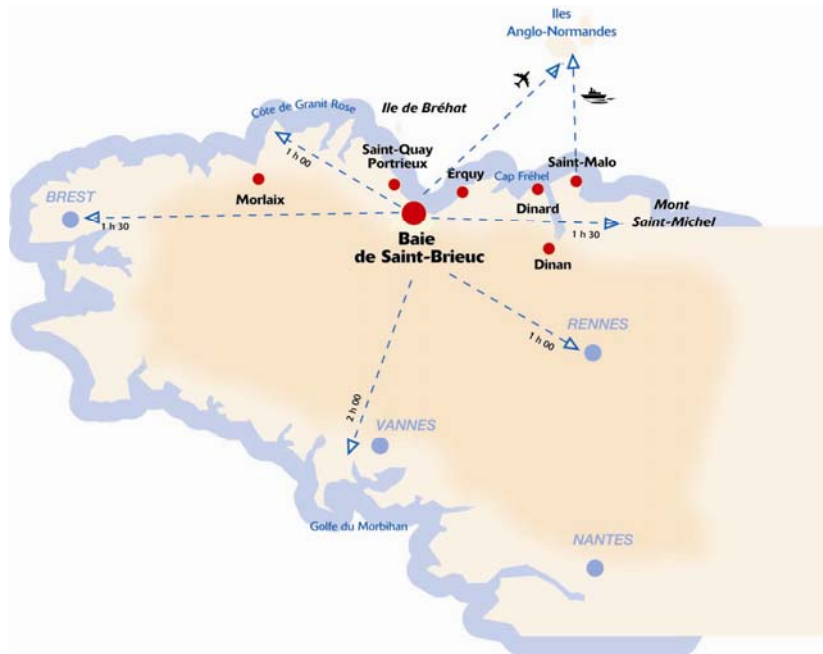 Iles
Anglo-Normandes
Côte de Granit Rose
Ile de Bréhat
1 h 00
Saint-Quay
Portrieux
Erquy
Cap Fréhel
Saint-Malo
Morlaix
BREST
1 h 30
Dinard
Mont
Saint-Michel
1 h 30
Baie
de Saint-Brieuc
Dinan
RENNES
1 h 00
2 h 00
VANNES
Golfe du Morbihan
NANTES